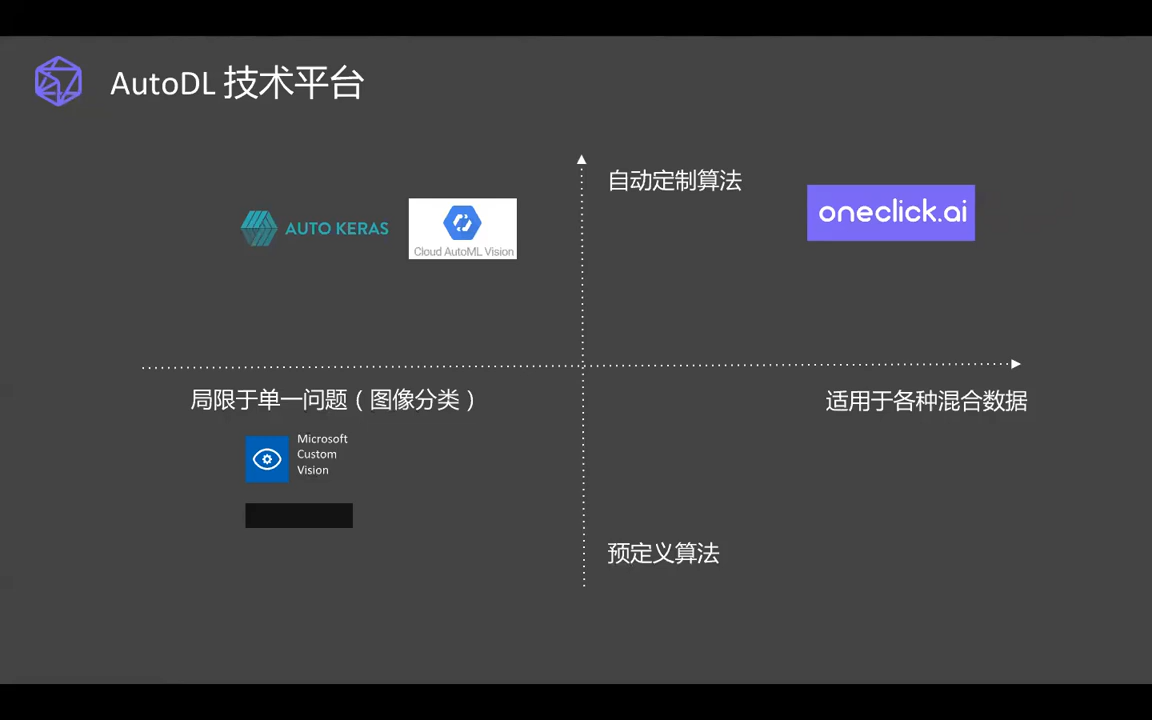 AutoDL 技术平台
自动定制算法
oneclick.ai
AUTO KERAS
Cloud AutoML Vision
局限于单一问题（图像分类）
适用于各种混合数据
Microsoft
Custom
Vision
预定义算法